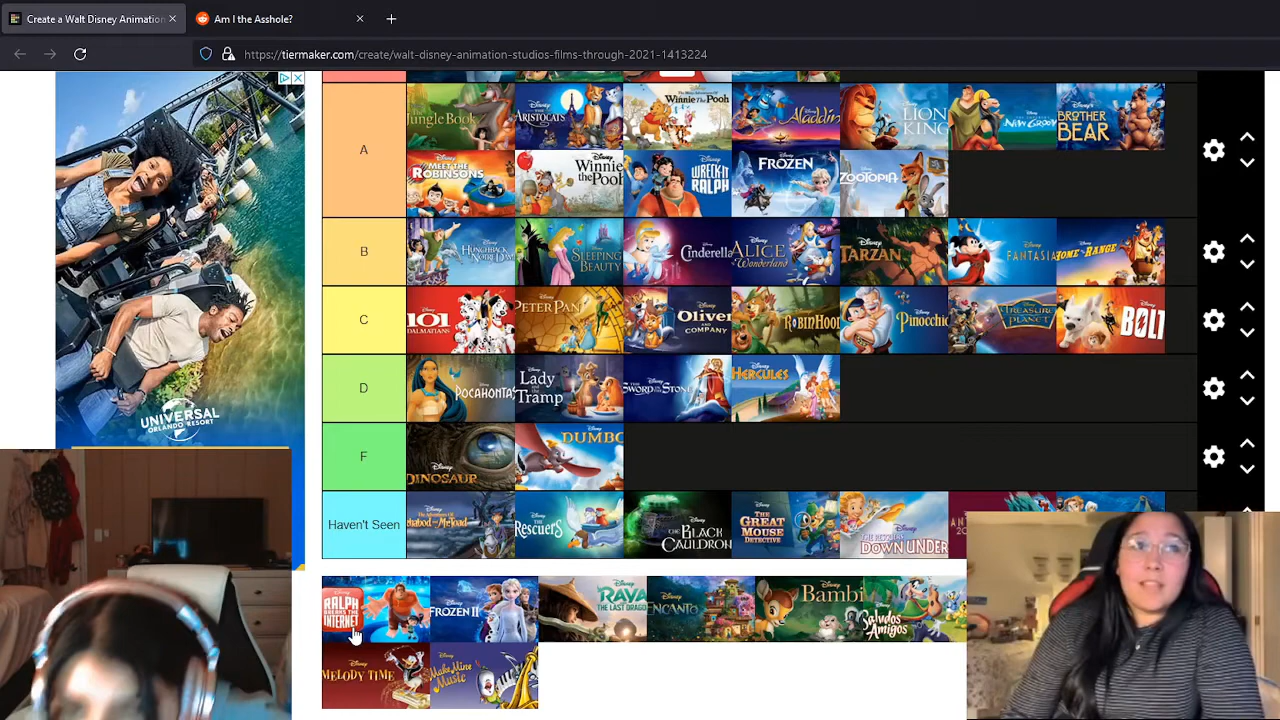 Create a Walt Disney Animation
Am I the Asshole?
https://tiermaker.com/create/walt-disney-animation-studios-films-through-2021-1413224
A
Jungle Book
THE ARISTOCATS
Winnie the Pooh
Aladdin
LION KING
NEW GROOVE
BROTHER BEAR
MEET THE ROBINSONS
Winnie the Pooh
WRECK-IT RALPH
FROZEN
ZOOTOPIA
B
HUNCHBACK NOTRE DAME
SLEEPING BEAUTY
Cinderella
ALICE Wonderland
TARZAN
FANTASIA
HOME ON THE RANGE
C
101 DALMATIANS
PETER PAN
Oliver AND COMPANY
ROBIN HOOD
Pinocchio
TREASURE PLANET
BOLT
D
POCAHONTAS
Lady and the Tramp
THE SWORD IN THE STONE
HERCULES
F
DINOSAUR
DUMBO
Haven't Seen
THE RESCUERS
THE BLACK CAULDRON
THE GREAT MOUSE DETECTIVE
DOWN UNDER
RALPH BREAKS THE INTERNET
FROZEN II
RAYA THE LAST DRAGON
ENCANTO
Bambi
Saludos Amigos
MELODY TIME
Make Mine Music
UNIVERSAL
ORLANDO RESORT